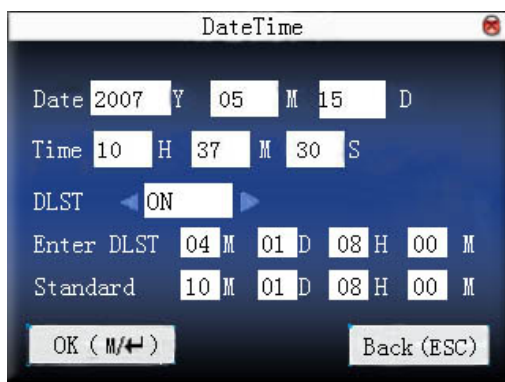 DateTime
Date 2007 Y 05 M 15 D
Time 10 H 37 M 30 S
DLST ON
Enter DLST 04 M 01 D 08 H 00 M
Standard 10 M 01 D 08 H 00 M
OK (M/↵) Back(ESC)